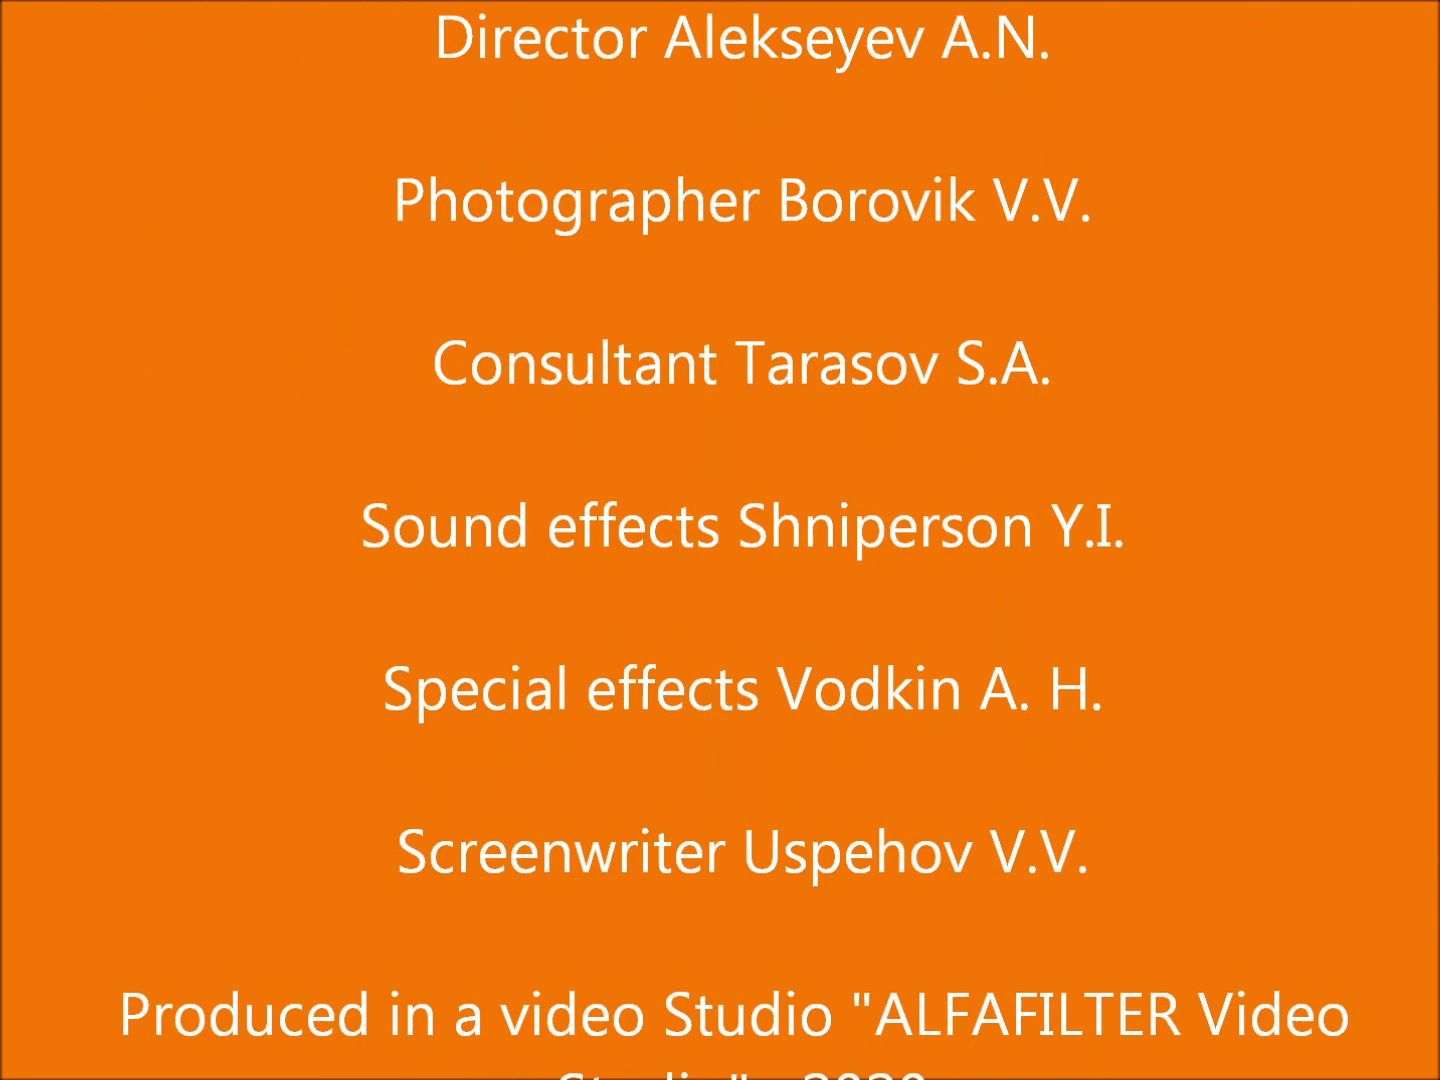 Director Alekseyev A.N.
Photographer Borovik V.V.
Consultant Tarasov S.A.
Sound effects Shniperson Y.I.
Special effects Vodkin A. H.
Screenwriter Uspehov V.V.
Produced in a video Studio "ALFAFILTER Video